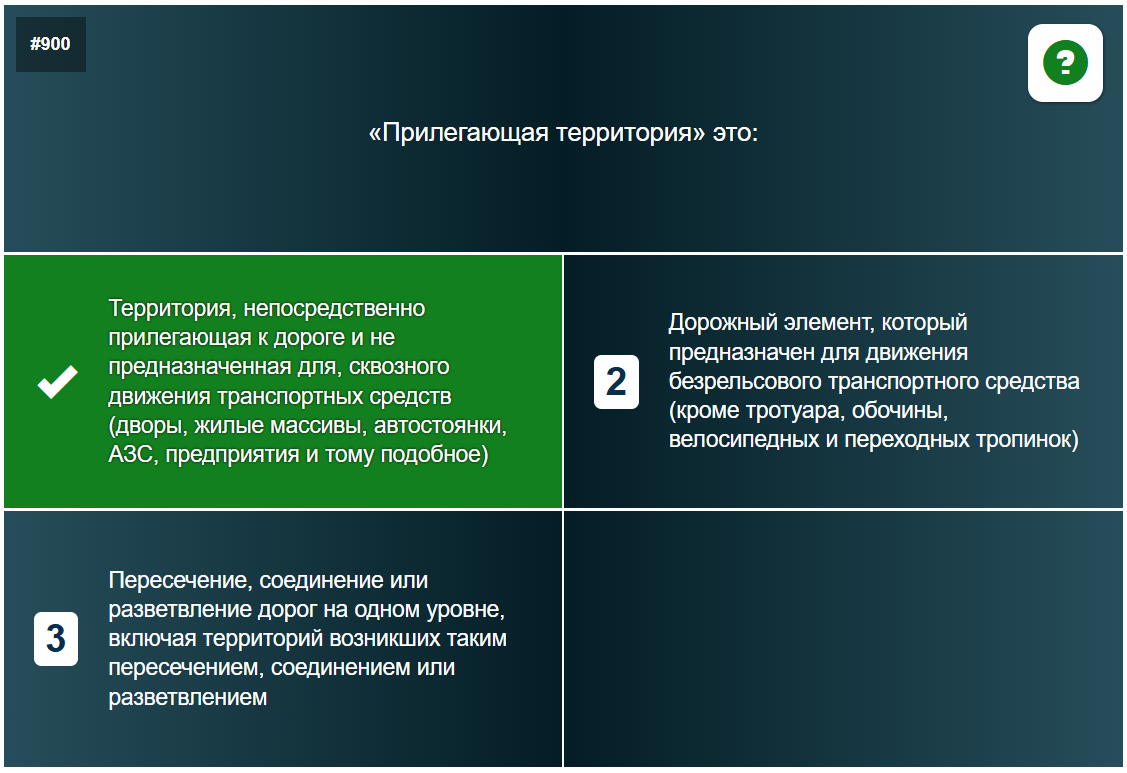 #900
?
«Прилегающая территория» это:
Территория, непосредственно
прилегающая к дороге и не
предназначенная для, сквозного
движения транспортных средств
(дворы, жилые массивы, автостоянки,
АЗС, предприятия и тому подобное)
2
Дорожный элемент, который
предназначен для движения
безрельсового транспортного средства
(кроме тротуара, обочины,
велосипедных и переходных тропинок)
3
Пересечение, соединение или
разветвление дорог на одном уровне,
включая территорий возникших таким
пересечением, соединением или
разветвлением